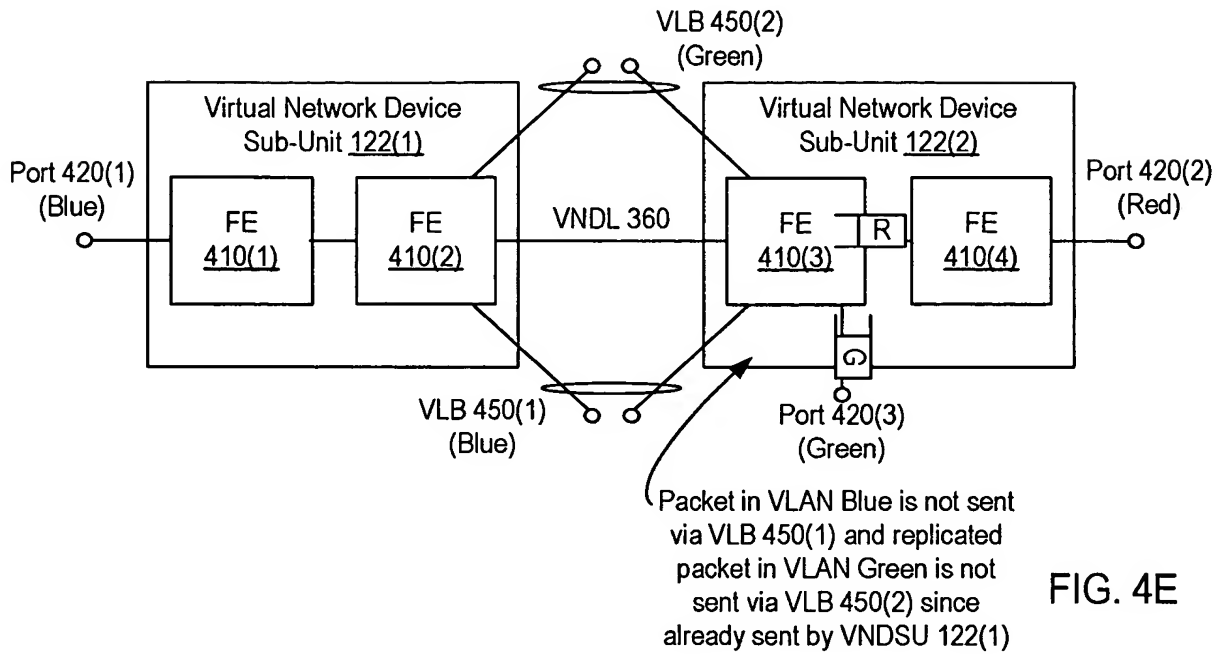 VLB 450(2)
(Green)
Virtual Network Device
Sub-Unit 122(1)
Virtual Network Device
Sub-Unit 122(2)
Port 420(1)
(Blue)
FE
410(1)
FE
410(2)
VNDL 360
FE
410(3)
R
FE
410(4)
Port 420(2)
(Red)
G
VLB 450(1)
(Blue)
Port 420(3)
(Green)
Packet in VLAN Blue is not sent
via VLB 450(1) and replicated
packet in VLAN Green is not
sent via VLB 450(2) since
already sent by VNDSU 122(1)
FIG. 4E